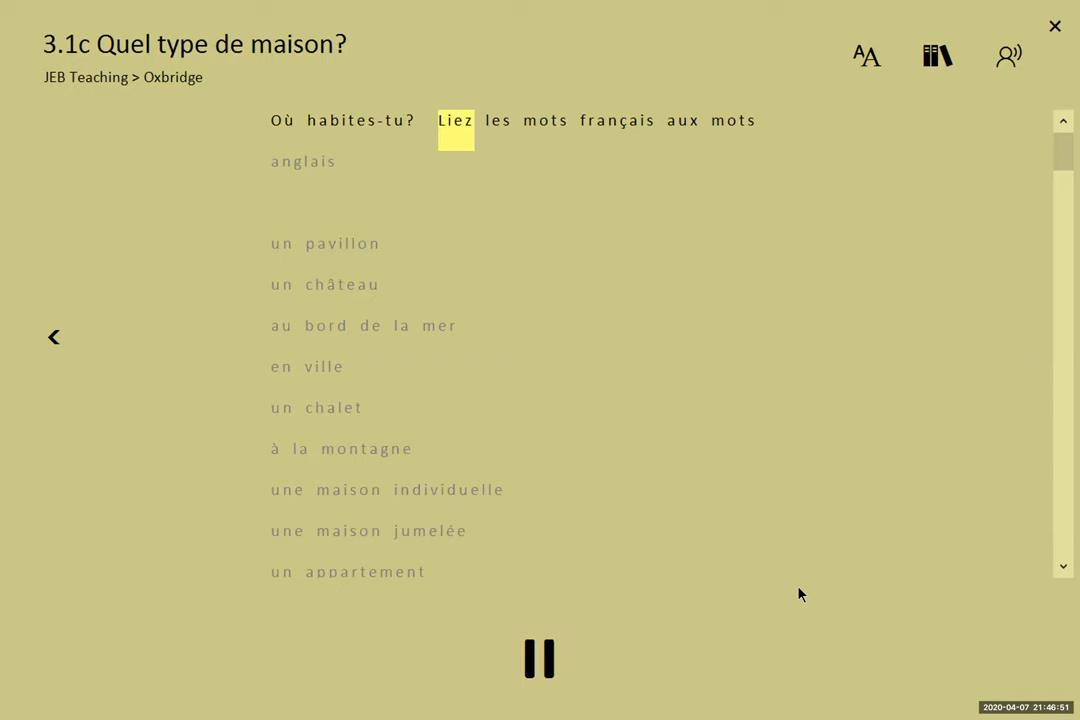 3.1c Quel type de maison?
JEB Teaching > Oxbridge
AA
Où habites-tu? Liez les mots français aux mots
anglais
un pavillon
un château
au bord de la mer
en ville
un chalet
à la montagne
une maison individuelle
une maison jumelée
un appartement
2020-04-07 21:46:51